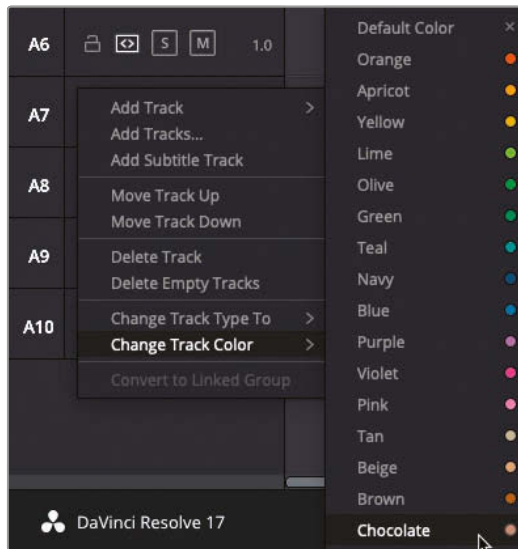 A6 S M 1.0
A7
A8
A9
A10
Add Track
Add Tracks...
Add Subtitle Track
Move Track Up
Move Track Down
Delete Track
Delete Empty Tracks
Change Track Type To
Change Track Color
Convert to Linked Group
Default Color
Orange
Apricot
Yellow
Lime
Olive
Green
Teal
Navy
Blue
Purple
Violet
Pink
Tan
Beige
Brown
Chocolate
DaVinci Resolve 17